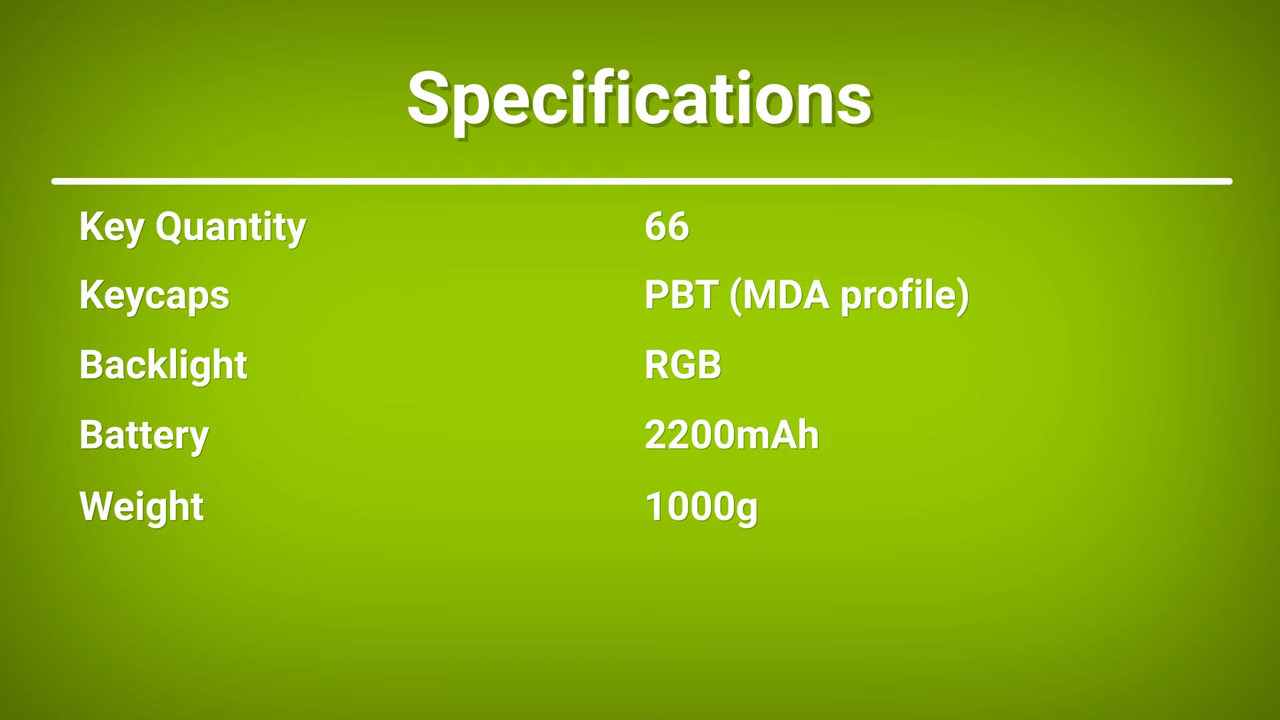 Specifications
Key Quantity 66
Keycaps PBT (MDA profile)
Backlight RGB
Battery 2200mAh
Weight 1000g